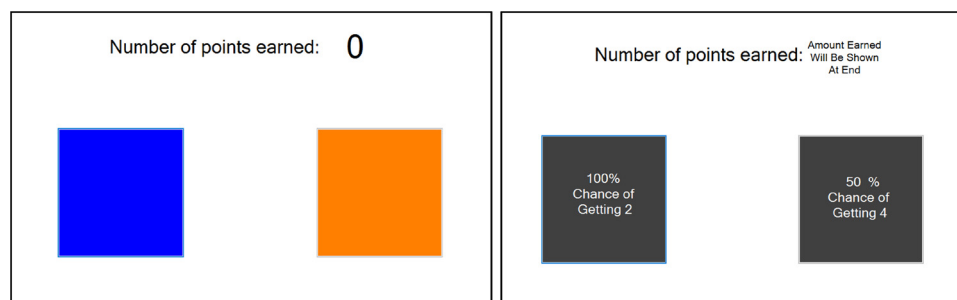 Number of points earned: 0
Number of points earned: Amount Earned
Will Be Shown
At End
100%
Chance of
Getting 2
50 %
Chance of
Getting 4